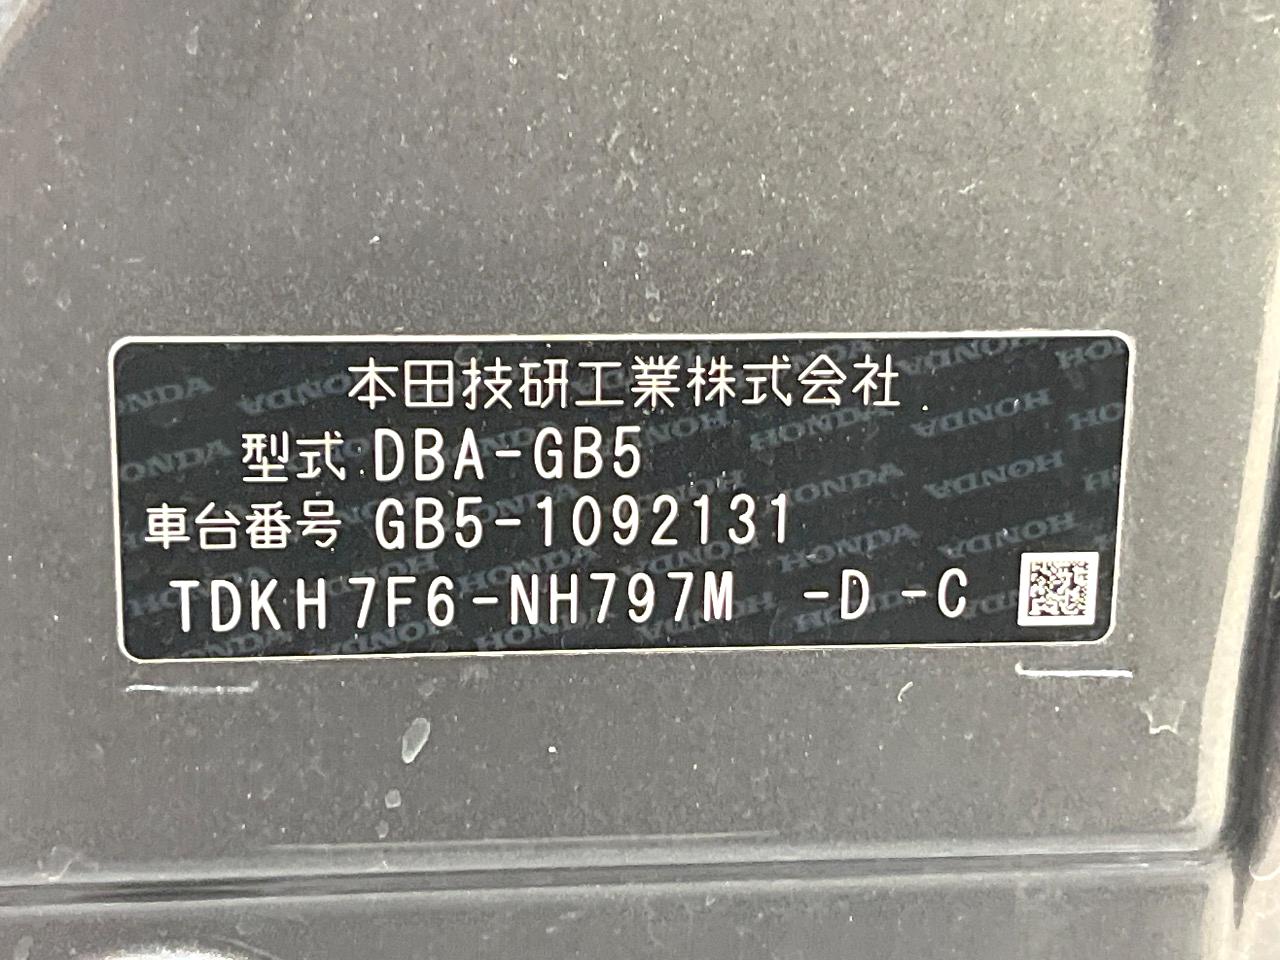 本田技研工業株式会社
型式 DBA-GB5
車台番号 GB5-1092131
TDKH7F6-NH797M -D -C